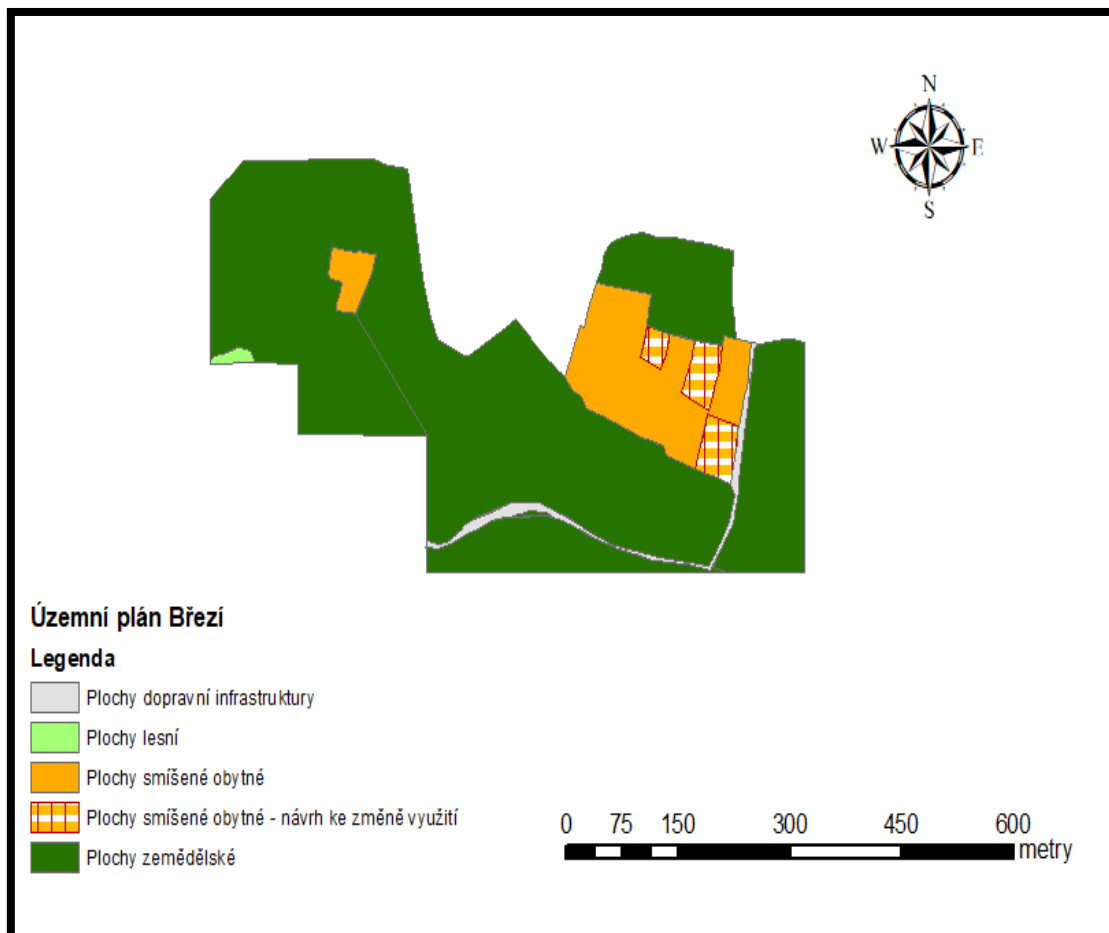 N
W E
S
Územní plán Březí
Legenda
Plochy dopravní infrastruktury
Plochy lesní
Plochy smíšené obytné
Plochy smíšené obytné - návrh ke změně využití
Plochy zemědělské
0 75 150 300 450 600
metry